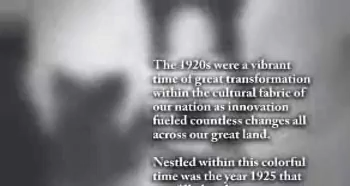 The 1920s were a vibrant
time of great transformation
within the cultural fabric of
our nation as innovation
fueled countless changes all
across our great land.
Nestled within this colorful
time was the year 1925 that